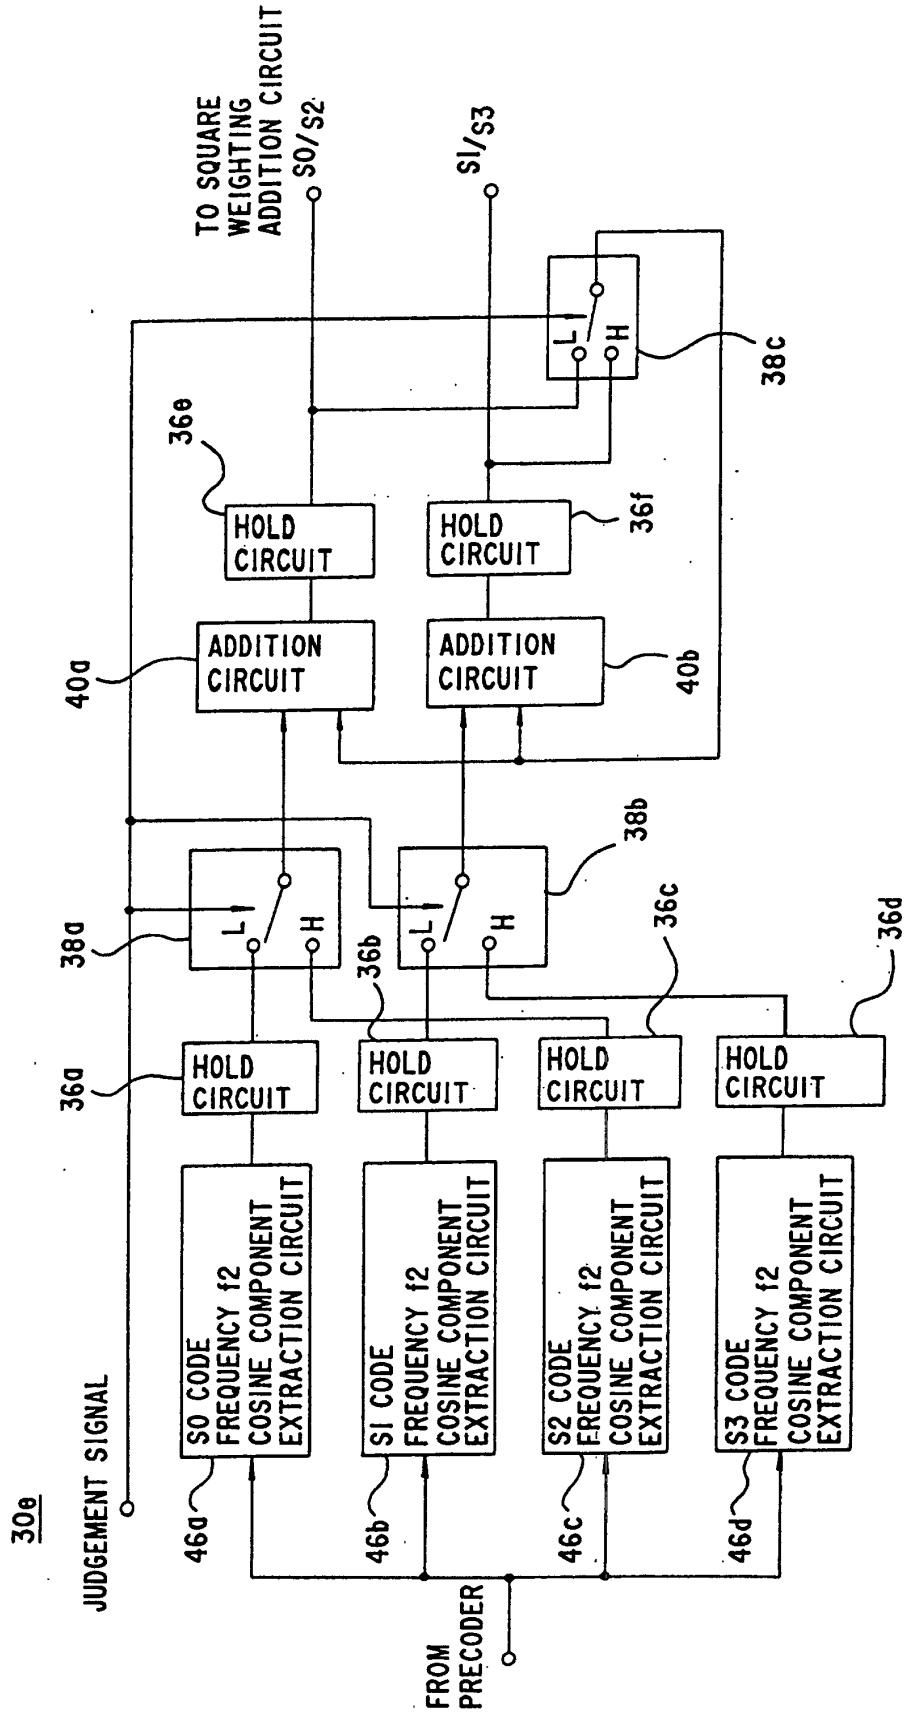 30e
JUDGEMENT SIGNAL
FROM
PRECODER
46a
S0 CODE
FREQUENCY f2
COSINE COMPONENT
EXTRACTION CIRCUIT
46b
S1 CODE
FREQUENCY f2
COSINE COMPONENT
EXTRACTION CIRCUIT
46c
S2 CODE
FREQUENCY f2
COSINE COMPONENT
EXTRACTION CIRCUIT
46d
S3 CODE
FREQUENCY f2
COSINE COMPONENT
EXTRACTION CIRCUIT
36a
HOLD
CIRCUIT
36b
HOLD
CIRCUIT
36c
HOLD
CIRCUIT
36d
HOLD
CIRCUIT
38a
L
H
38b
L
H
40a
ADDITION
CIRCUIT
40b
ADDITION
CIRCUIT
36e
HOLD
CIRCUIT
36f
HOLD
CIRCUIT
38c
L
H
TO SQUARE
WEIGHTING
ADDITION CIRCUIT
S0/S2
S1/S3